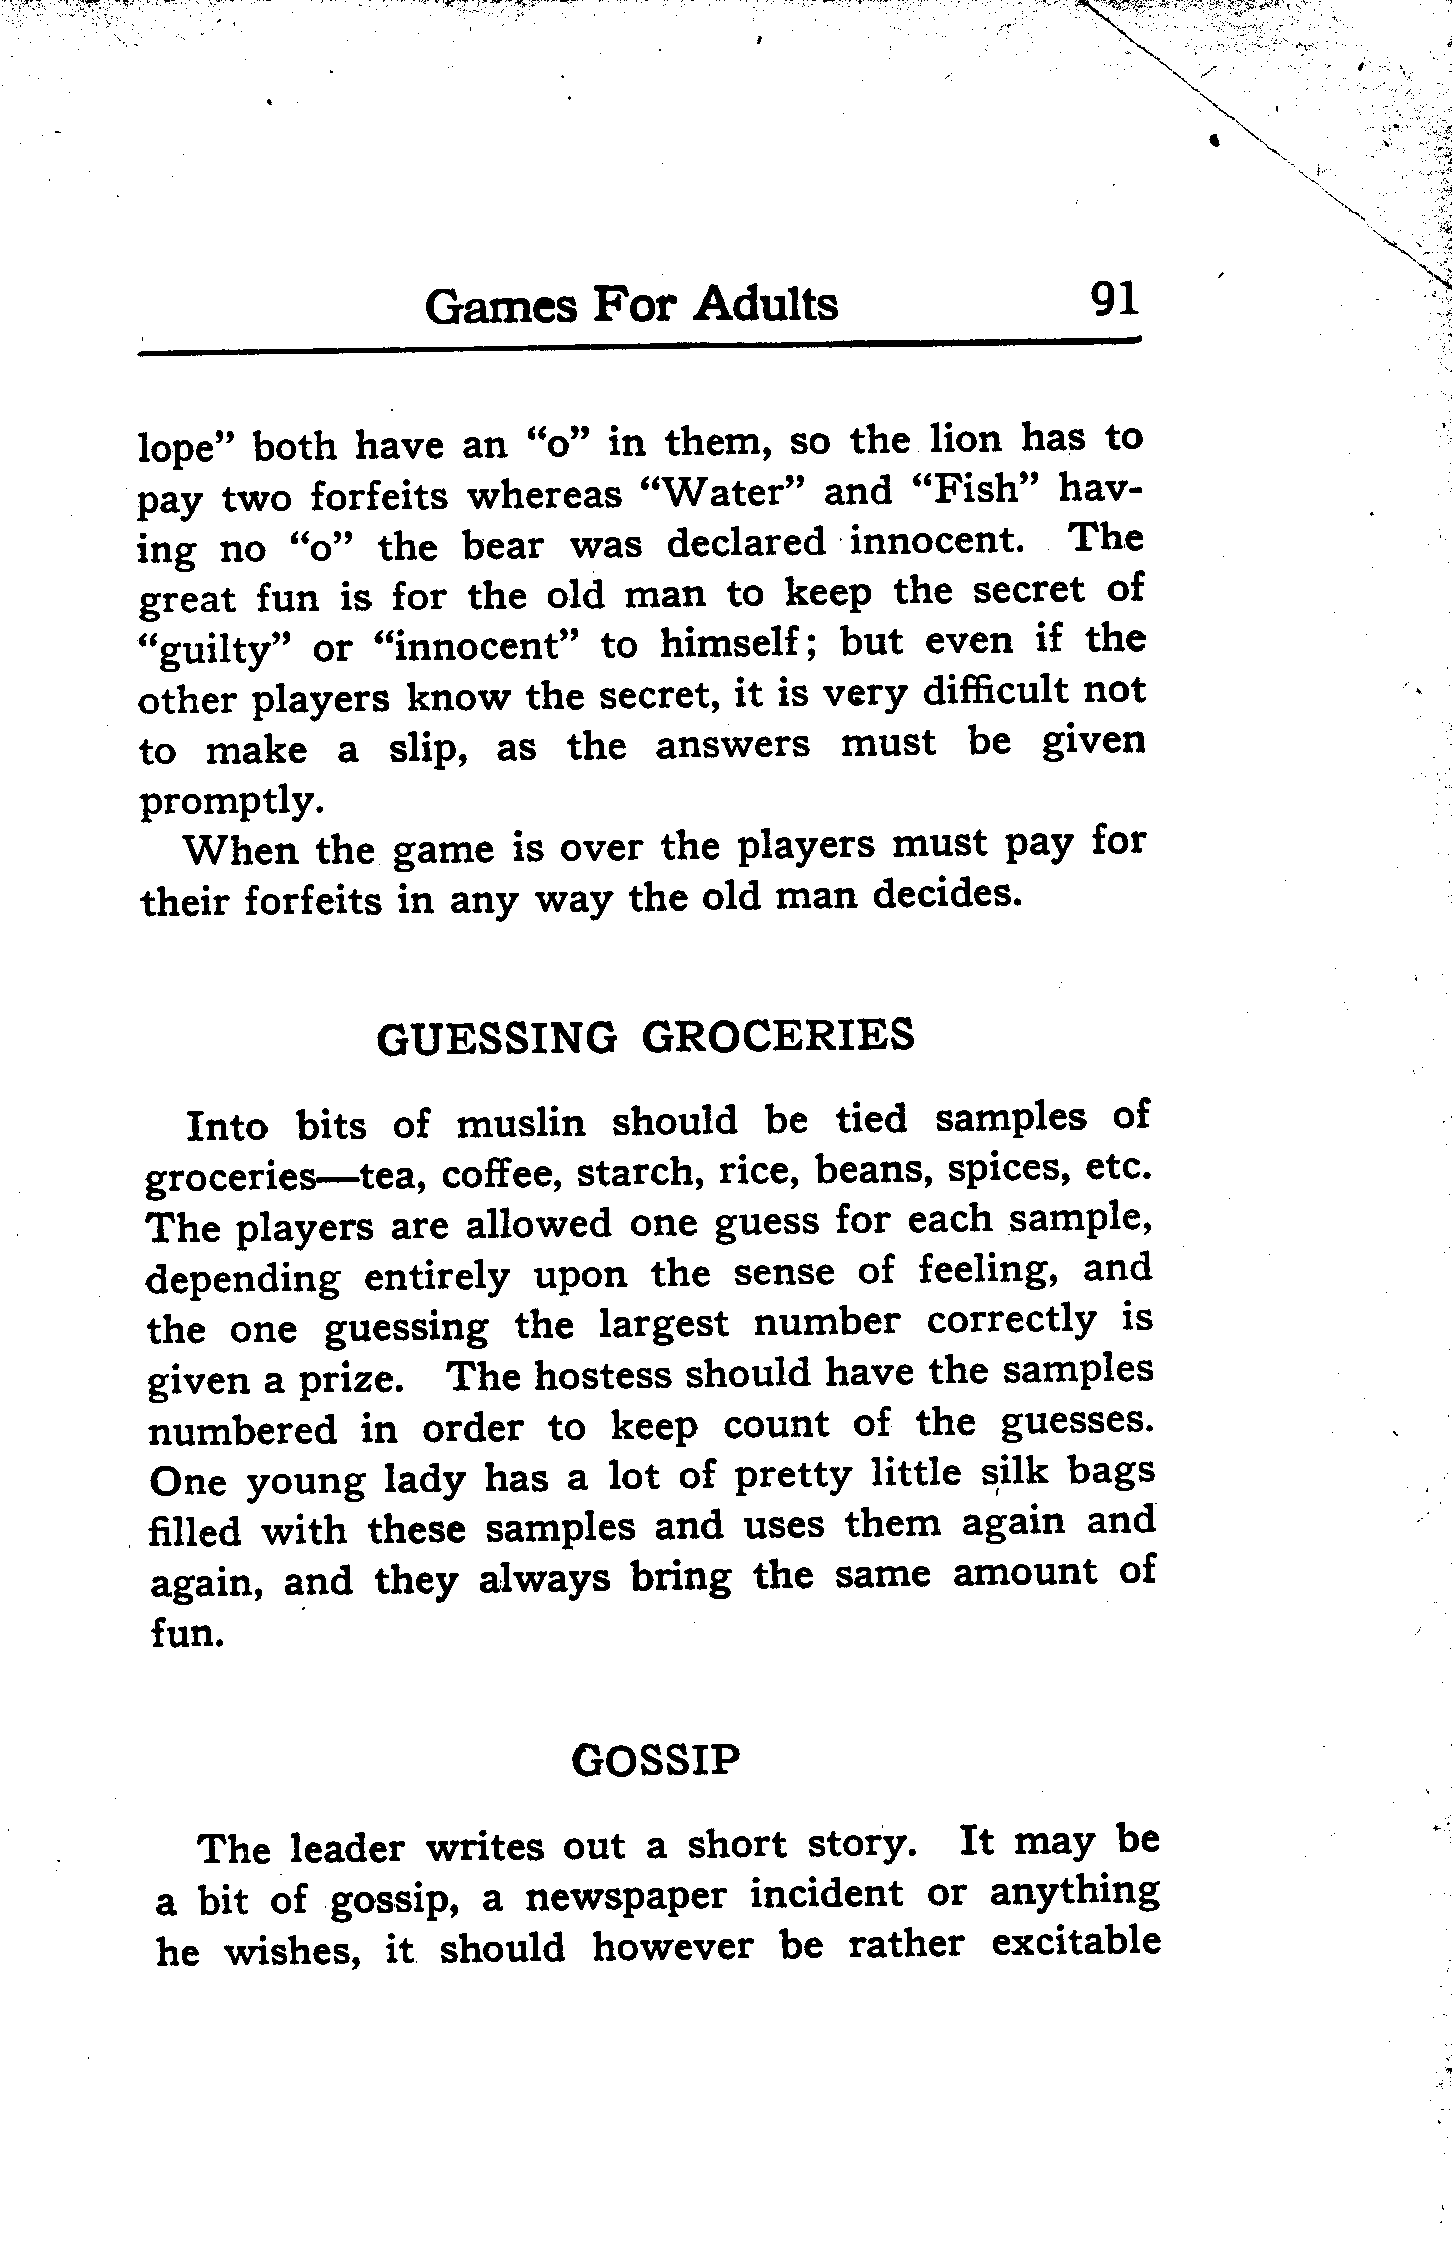 Games For Adults 91
lope” both have an “o” in them, so the lion has to
pay two forfeits whereas “Water” and “Fish” hav-
ing no “o” the bear was declared innocent. The
great fun is for the old man to keep the secret of
“guilty” or “innocent” to himself; but even if the
other players know the secret, it is very difficult not
to make a slip, as the answers must be given
promptly.
When the game is over the players must pay for
their forfeits in any way the old man decides.
GUESSING GROCERIES
Into bits of muslin should be tied samples of
groceries—tea, coffee, starch, rice, beans, spices, etc.
The players are allowed one guess for each sample,
depending entirely upon the sense of feeling, and
the one guessing the largest number correctly is
given a prize. The hostess should have the samples
numbered in order to keep count of the guesses.
One young lady has a lot of pretty little silk bags
filled with these samples and uses them again and
again, and they always bring the same amount of
fun.
GOSSIP
The leader writes out a short story. It may be
a bit of gossip, a newspaper incident or anything
he wishes, it should however be rather excitable